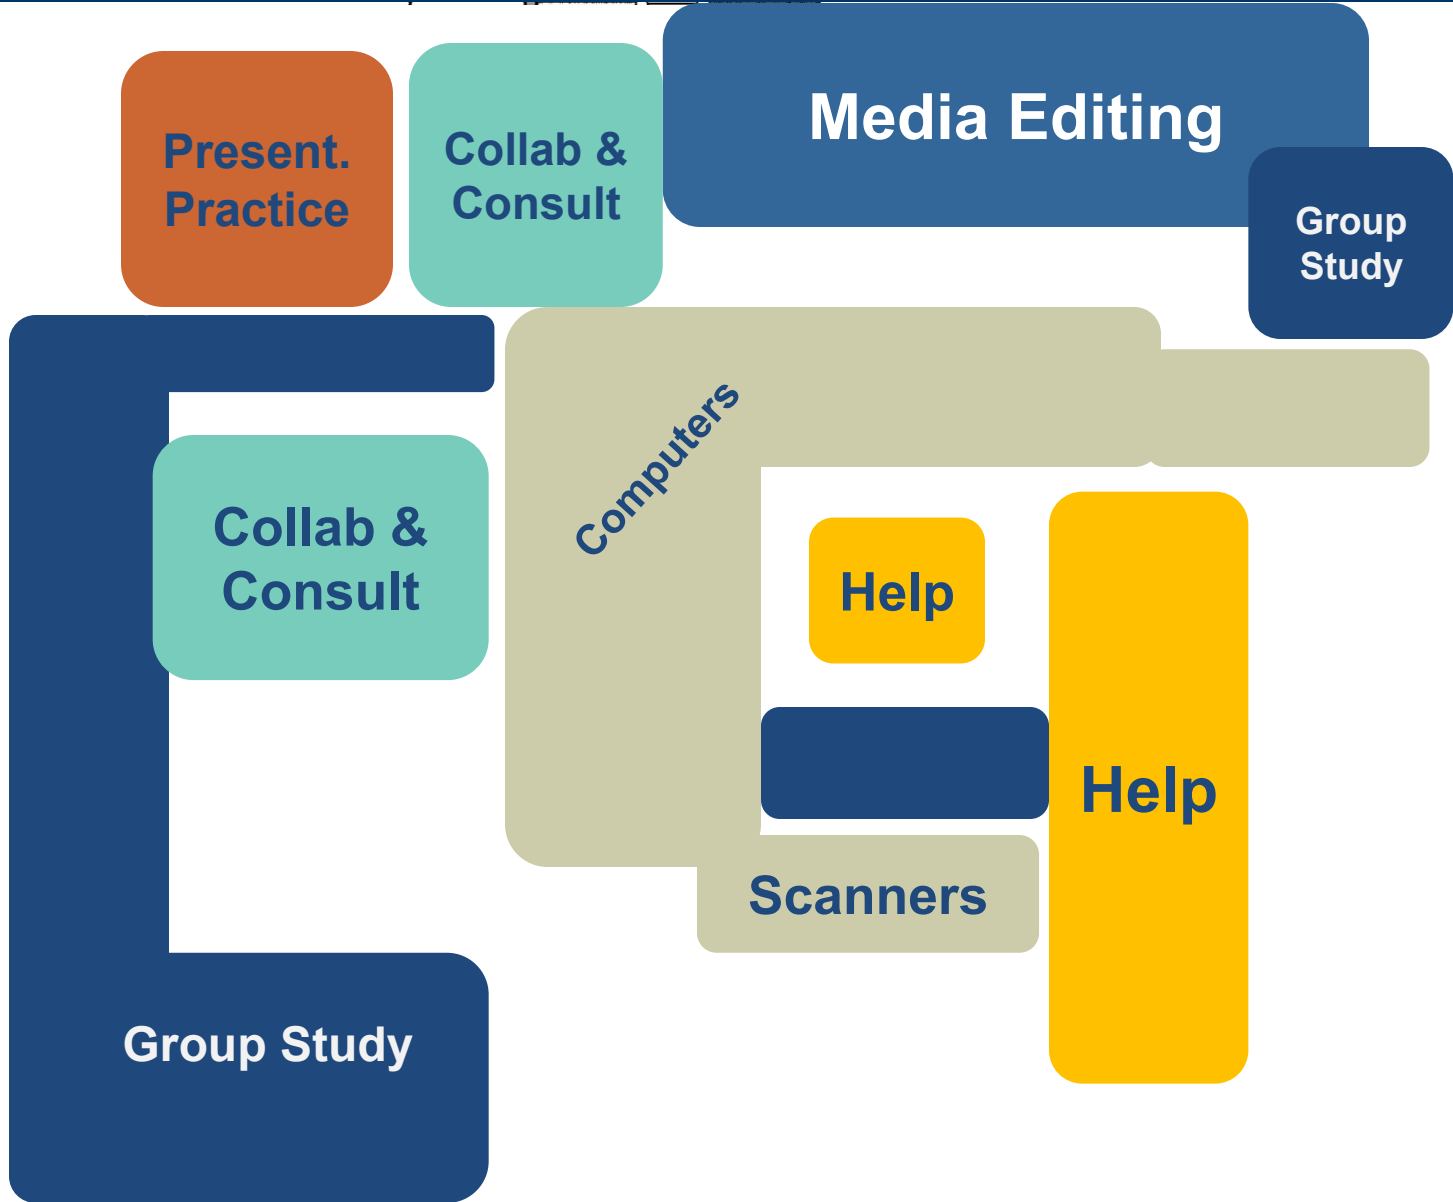 Present.
Practice
Collab &
Consult
Media Editing
Group
Study
Computers
Collab &
Consult
Help
Help
Scanners
Group Study